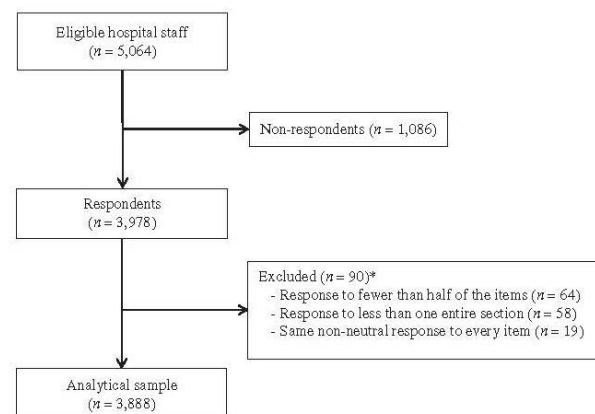 Eligible hospital staff
(n = 5,064)
Non-respondents (n = 1,086)
Respondents
(n = 3,978)
Excluded (n = 90)*
- Response to fewer than half of the items (n = 64)
- Response to less than one entire section (n = 58)
- Same non-neutral response to every item (n = 19)
Analytical sample
(n = 3,888)